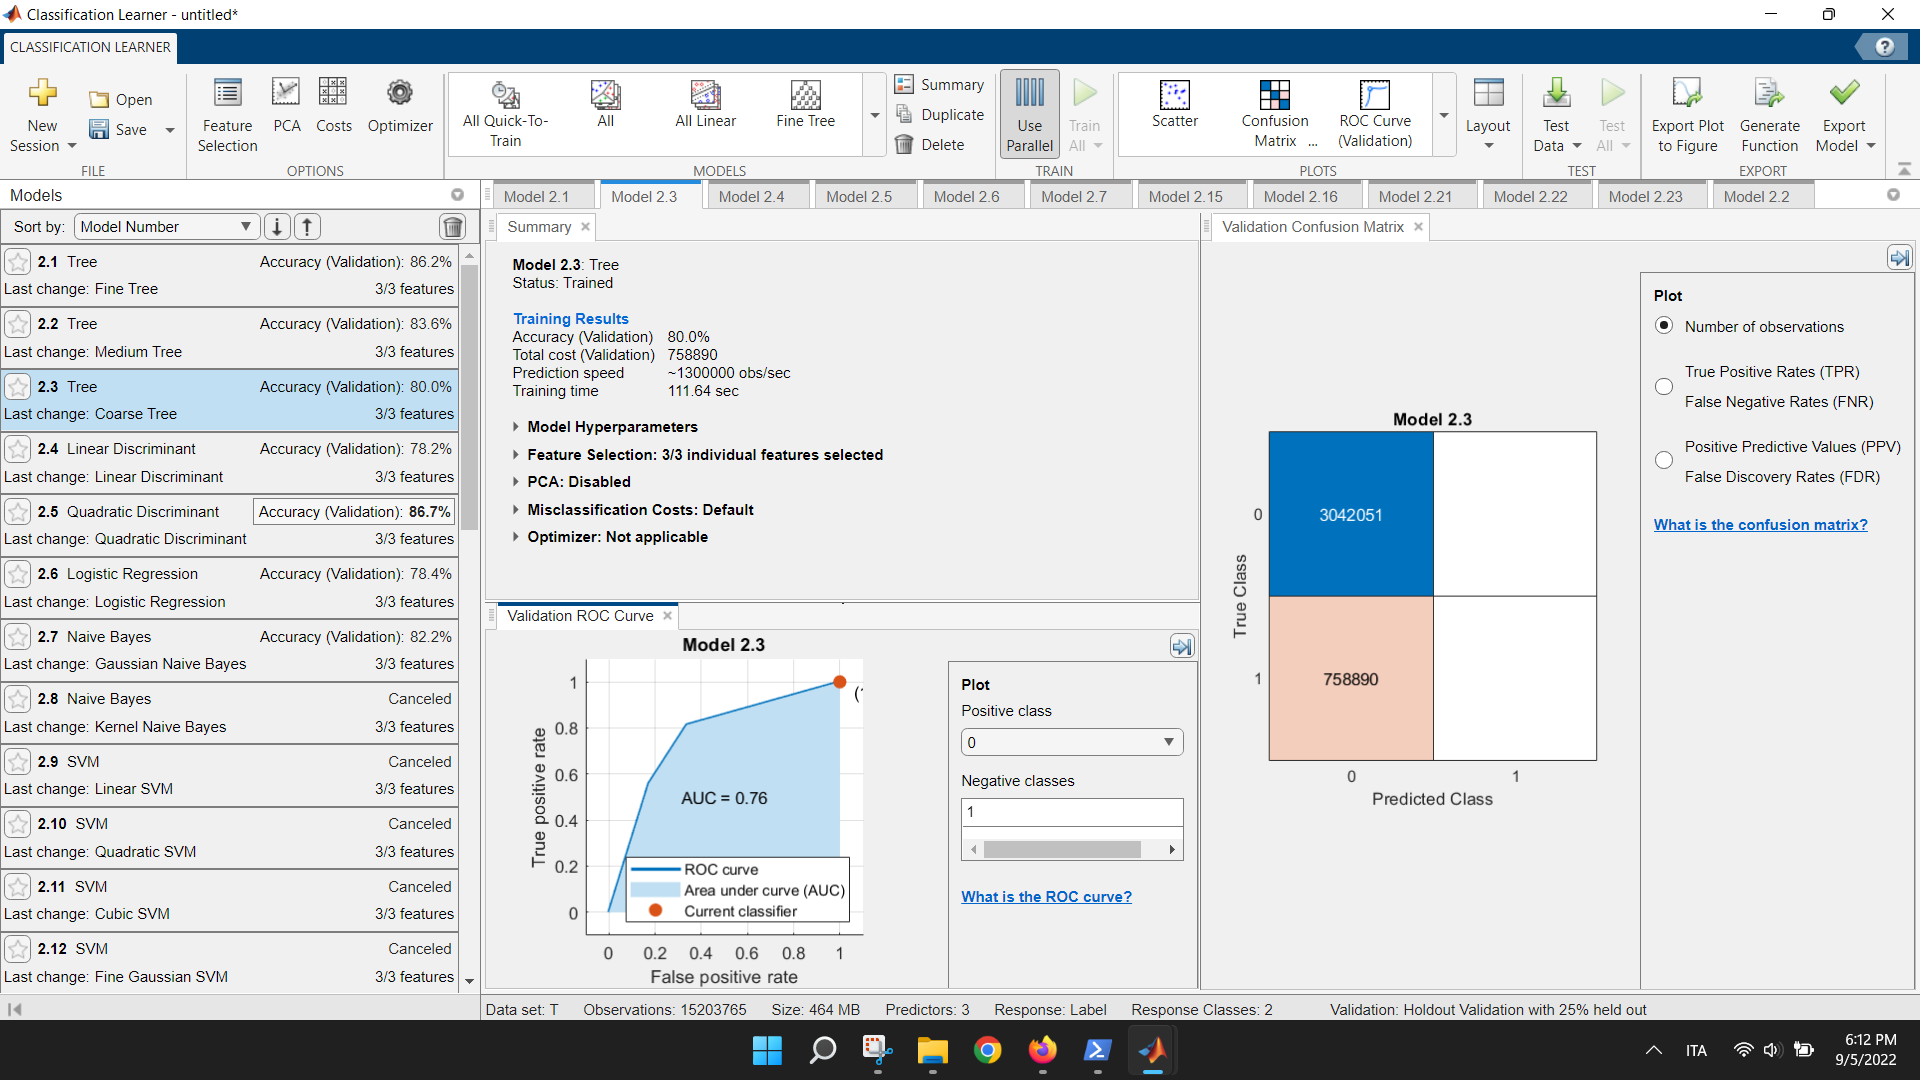 Classification Learner - untitled*
CLASSIFICATION LEARNER
New Session
Open
Save
FILE
Feature Selection
PCA
Costs
Optimizer
OPTIONS
All Quick-To-Train
All
All Linear
Fine Tree
MODELS
Summary
Duplicate
Delete
Use Parallel
Train All
TRAIN
Scatter
Confusion Matrix ...
ROC Curve (Validation)
PLOTS
Layout
Test Data
Test All
TEST
Export Plot to Figure
Generate Function
Export Model
EXPORT
Models
Sort by: Model Number
2.1 Tree Accuracy (Validation): 86.2%
Last change: Fine Tree 3/3 features
2.2 Tree Accuracy (Validation): 83.6%
Last change: Medium Tree 3/3 features
2.3 Tree Accuracy (Validation): 80.0%
Last change: Coarse Tree 3/3 features
2.4 Linear Discriminant Accuracy (Validation): 78.2%
Last change: Linear Discriminant 3/3 features
2.5 Quadratic Discriminant Accuracy (Validation): 86.7%
Last change: Quadratic Discriminant 3/3 features
2.6 Logistic Regression Accuracy (Validation): 78.4%
Last change: Logistic Regression 3/3 features
2.7 Naive Bayes Accuracy (Validation): 82.2%
Last change: Gaussian Naive Bayes 3/3 features
2.8 Naive Bayes Canceled
Last change: Kernel Naive Bayes 3/3 features
2.9 SVM Canceled
Last change: Linear SVM 3/3 features
2.10 SVM Canceled
Last change: Quadratic SVM 3/3 features
2.11 SVM Canceled
Last change: Cubic SVM 3/3 features
2.12 SVM Canceled
Last change: Fine Gaussian SVM 3/3 features
Model 2.1
Model 2.3
Model 2.4
Model 2.5
Model 2.6
Model 2.7
Model 2.15
Model 2.16
Model 2.21
Model 2.22
Model 2.23
Model 2.2
Summary
Model 2.3: Tree
Status: Trained
Training Results
Accuracy (Validation) 80.0%
Total cost (Validation) 758890
Prediction speed ~1300000 obs/sec
Training time 111.64 sec
Model Hyperparameters
Feature Selection: 3/3 individual features selected
PCA: Disabled
Misclassification Costs: Default
Optimizer: Not applicable
Validation ROC Curve
Model 2.3
1
0.8
0.6
0.4
0.2
0
True positive rate
AUC = 0.76
ROC curve
Area under curve (AUC)
Current classifier
0 0.2 0.4 0.6 0.8 1
False positive rate
Plot
Positive class
0
Negative classes
1
What is the ROC curve?
Validation Confusion Matrix
Model 2.3
0
3042051
1
758890
True Class
0 1
Predicted Class
Plot
Number of observations
True Positive Rates (TPR)
False Negative Rates (FNR)
Positive Predictive Values (PPV)
False Discovery Rates (FDR)
What is the confusion matrix?
Data set: T Observations: 15203765 Size: 464 MB Predictors: 3 Response: Label Response Classes: 2 Validation: Holdout Validation with 25% held out
ITA
6:12 PM
9/5/2022